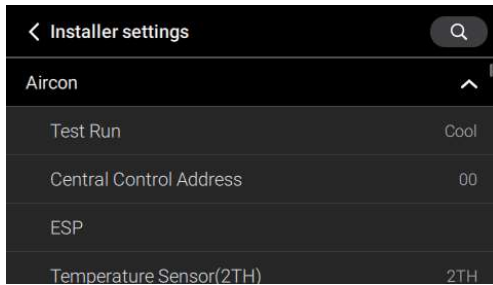 Installer settings
Aircon
Test Run Cool
Central Control Address 00
ESP
Temperature Sensor(2TH) 2TH